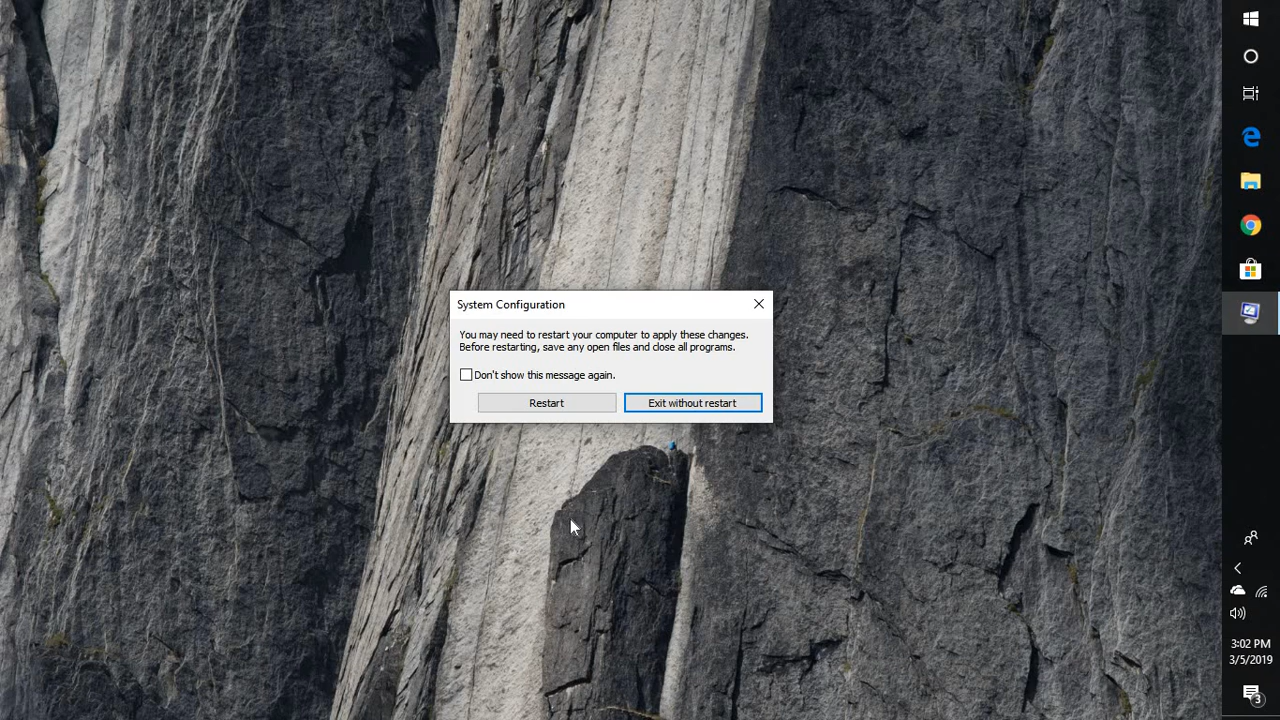 System Configuration
You may need to restart your computer to apply these changes.
Before restarting, save any open files and close all programs.
Don't show this message again.
Restart
Exit without restart
3:02 PM
3/5/2019
3